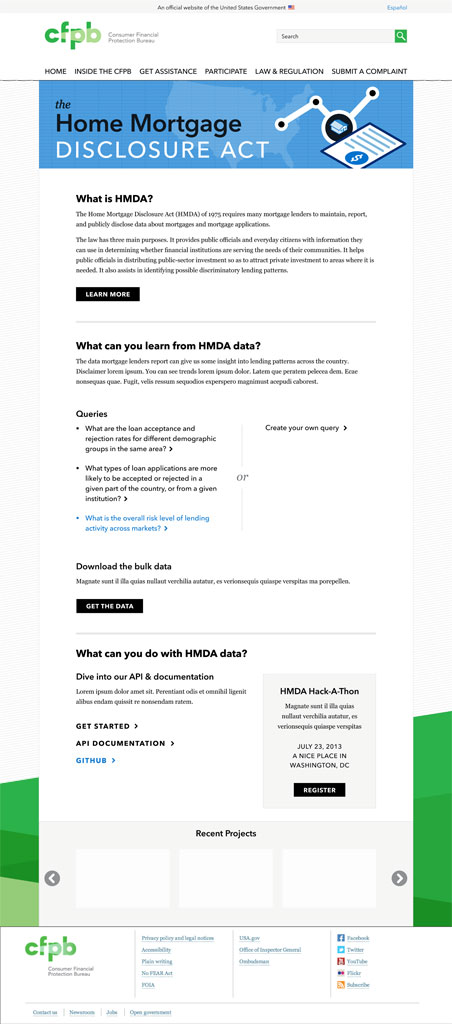 An official website of the United States Government
Español
cfpb
Consumer Financial
Protection Bureau
Search
HOME INSIDE THE CFPB GET ASSISTANCE PARTICIPATE LAW & REGULATION SUBMIT A COMPLAINT
the
Home Mortgage
DISCLOSURE ACT
What is HMDA?
The Home Mortgage Disclosure Act (HMDA) of 1975 requires many mortgage lenders to maintain, report,
and publicly disclose data about mortgages and mortgage applications.
The law has three main purposes. It provides public officials and everyday citizens with information they
can use in determining whether financial institutions are serving the needs of their communities. It helps
public officials in distributing public-sector investment so as to attract private investment to areas where it is
needed. It also assists in identifying possible discriminatory lending patterns.
LEARN MORE
What can you learn from HMDA data?
The data mortgage lenders report can give us some insight into lending patterns across the country.
Disclaimer lorem ipsum. You can see trends lorem ipsum dolor. Latem que peratem pelecea dem. Ecae
nonsequas quae. Fugit, velis ressum sequodios experspero magnimust acepudi caborest.
Queries
• What are the loan acceptance and
rejection rates for different demographic
groups in the same area? >
• What types of loan applications are more
likely to be accepted or rejected in a
given part of the country, or from a given
institution? >
• What is the overall risk level of lending
activity across markets? >
or
Create your own query >
Download the bulk data
Magnate sunt il illa quias nullaut verchilia autatur, es verionsequis quiaspe verspitas ma porepellen.
GET THE DATA
What can you do with HMDA data?
Dive into our API & documentation
Lorem ipsum dolor amet sit. Perentiant odis et omnihil ligenit
alibus endam quissit re nonsendam ratem.
GET STARTED >
API DOCUMENTATION >
GITHUB >
HMDA Hack-A-Thon
Magnate sunt il illa quias
nullaut verchilia autatur, es
verionsequis quiaspe verspitas
JULY 23, 2013
A NICE PLACE IN
WASHINGTON, DC
REGISTER
Recent Projects
cfpb
Consumer Financial
Protection Bureau
Privacy policy and legal notices
Accessibility
Plain writing
No FEAR Act
FOIA
USA.gov
Office of Inspector General
Ombudsman
Facebook
Twitter
YouTube
Flickr
Subscribe
Contact us Newsroom Jobs Open government